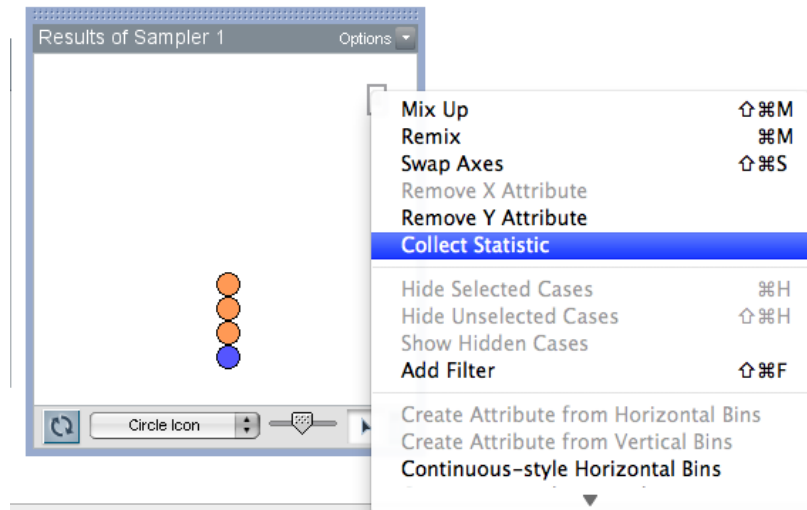 Results of Sampler 1 Options
Mix Up ⇧⌘M
Remix ⌘M
Swap Axes ⇧⌘S
Remove X Attribute
Remove Y Attribute
Collect Statistic
Hide Selected Cases ⌘H
Hide Unselected Cases ⇧⌘H
Show Hidden Cases
Add Filter ⇧⌘F
Create Attribute from Horizontal Bins
Create Attribute from Vertical Bins
Continuous-style Horizontal Bins
Circle Icon